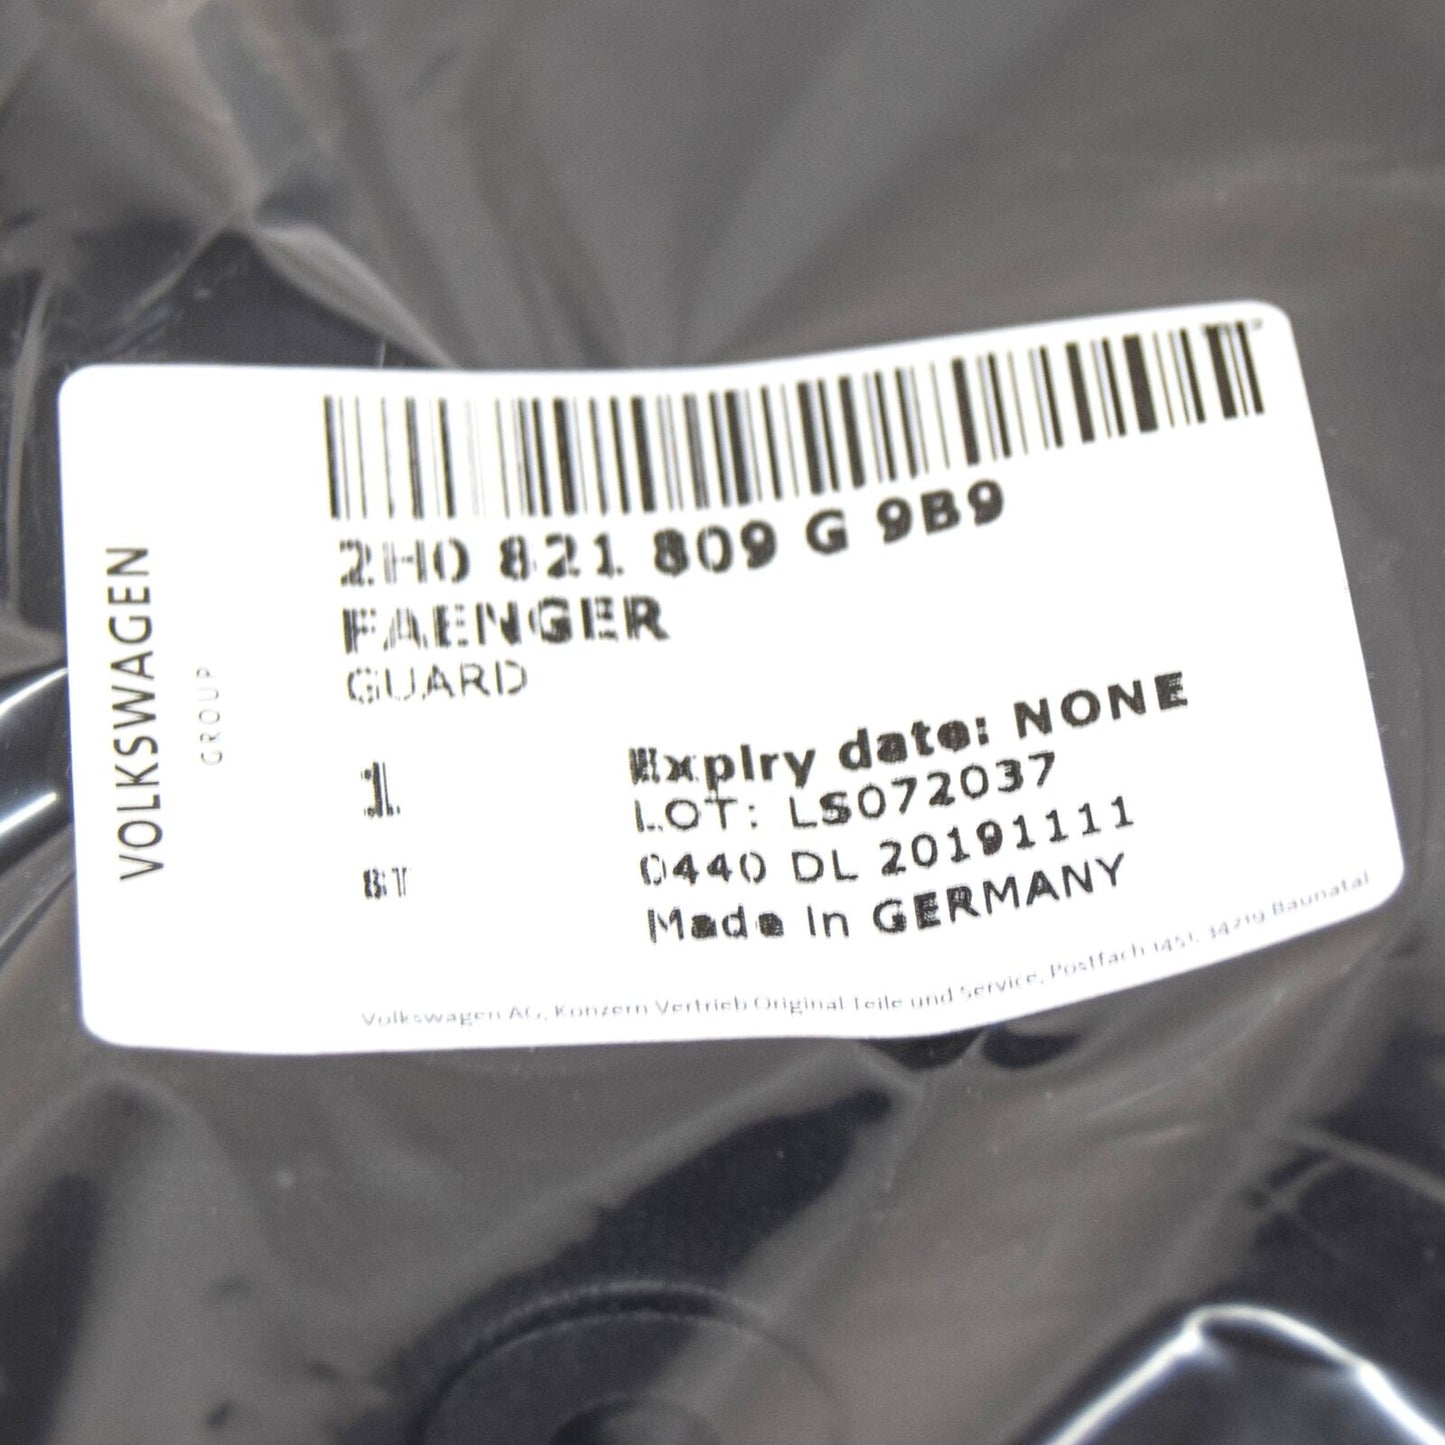 VOLKSWAGEN
GROUP
2H0 821 809 G 9B9
FAENGER
GUARD
1
ST
Expiry date: NONE
LOT: LS072037
0440 DL 20191111
Made in GERMANY
Volkswagen AG, Konzern Vertrieb Original Teile und Service, Postfach 1451, 34219 Baunatal